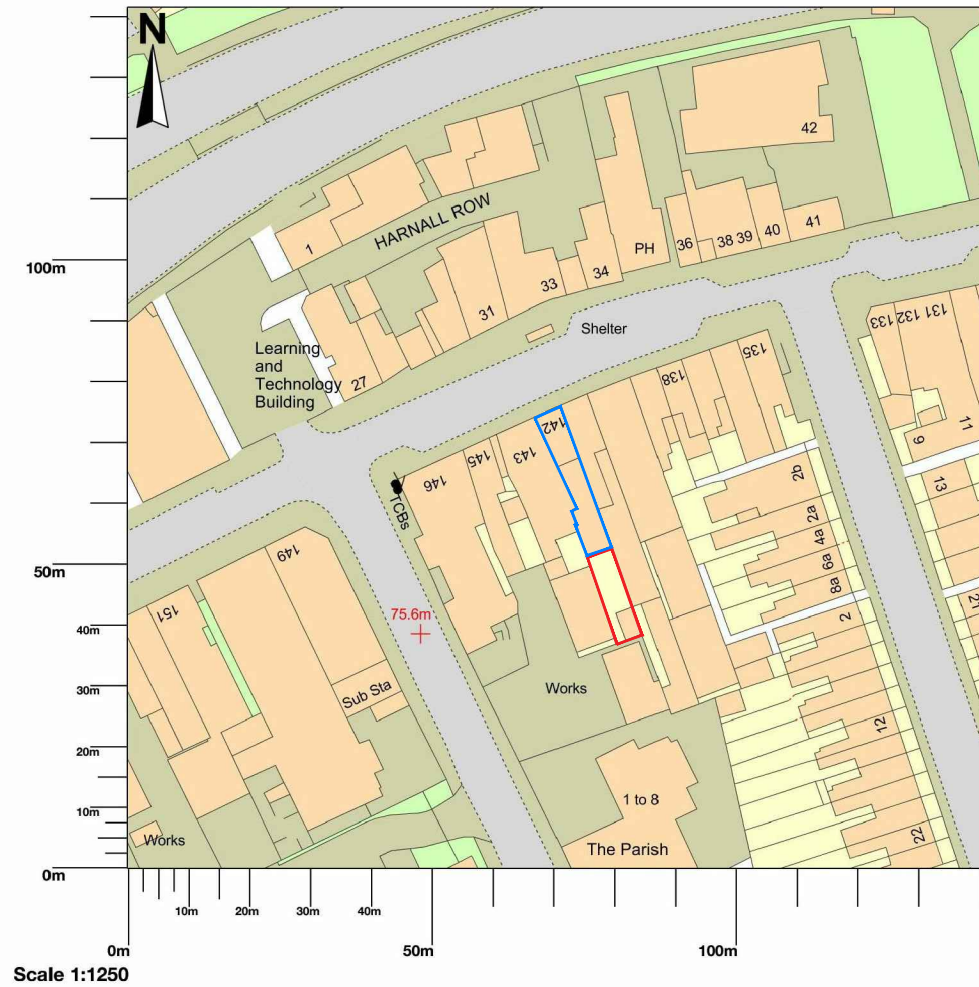 N
42
HARNALL ROW
1
PH
36
38
39
40
41
33
34
31
100m
Shelter
133
132
131
Learning
and
Technology
Building
27
135
138
142
143
145
146
TCBs
11
9
13
2b
2a
4a
6a
8a
2
149
151
50m
75.6m
40m
30m
Sub Sta
Works
12
20m
10m
1 to 8
22
Works
The Parish
0m
10m
20m
30m
40m
0m
50m
100m
Scale 1:1250